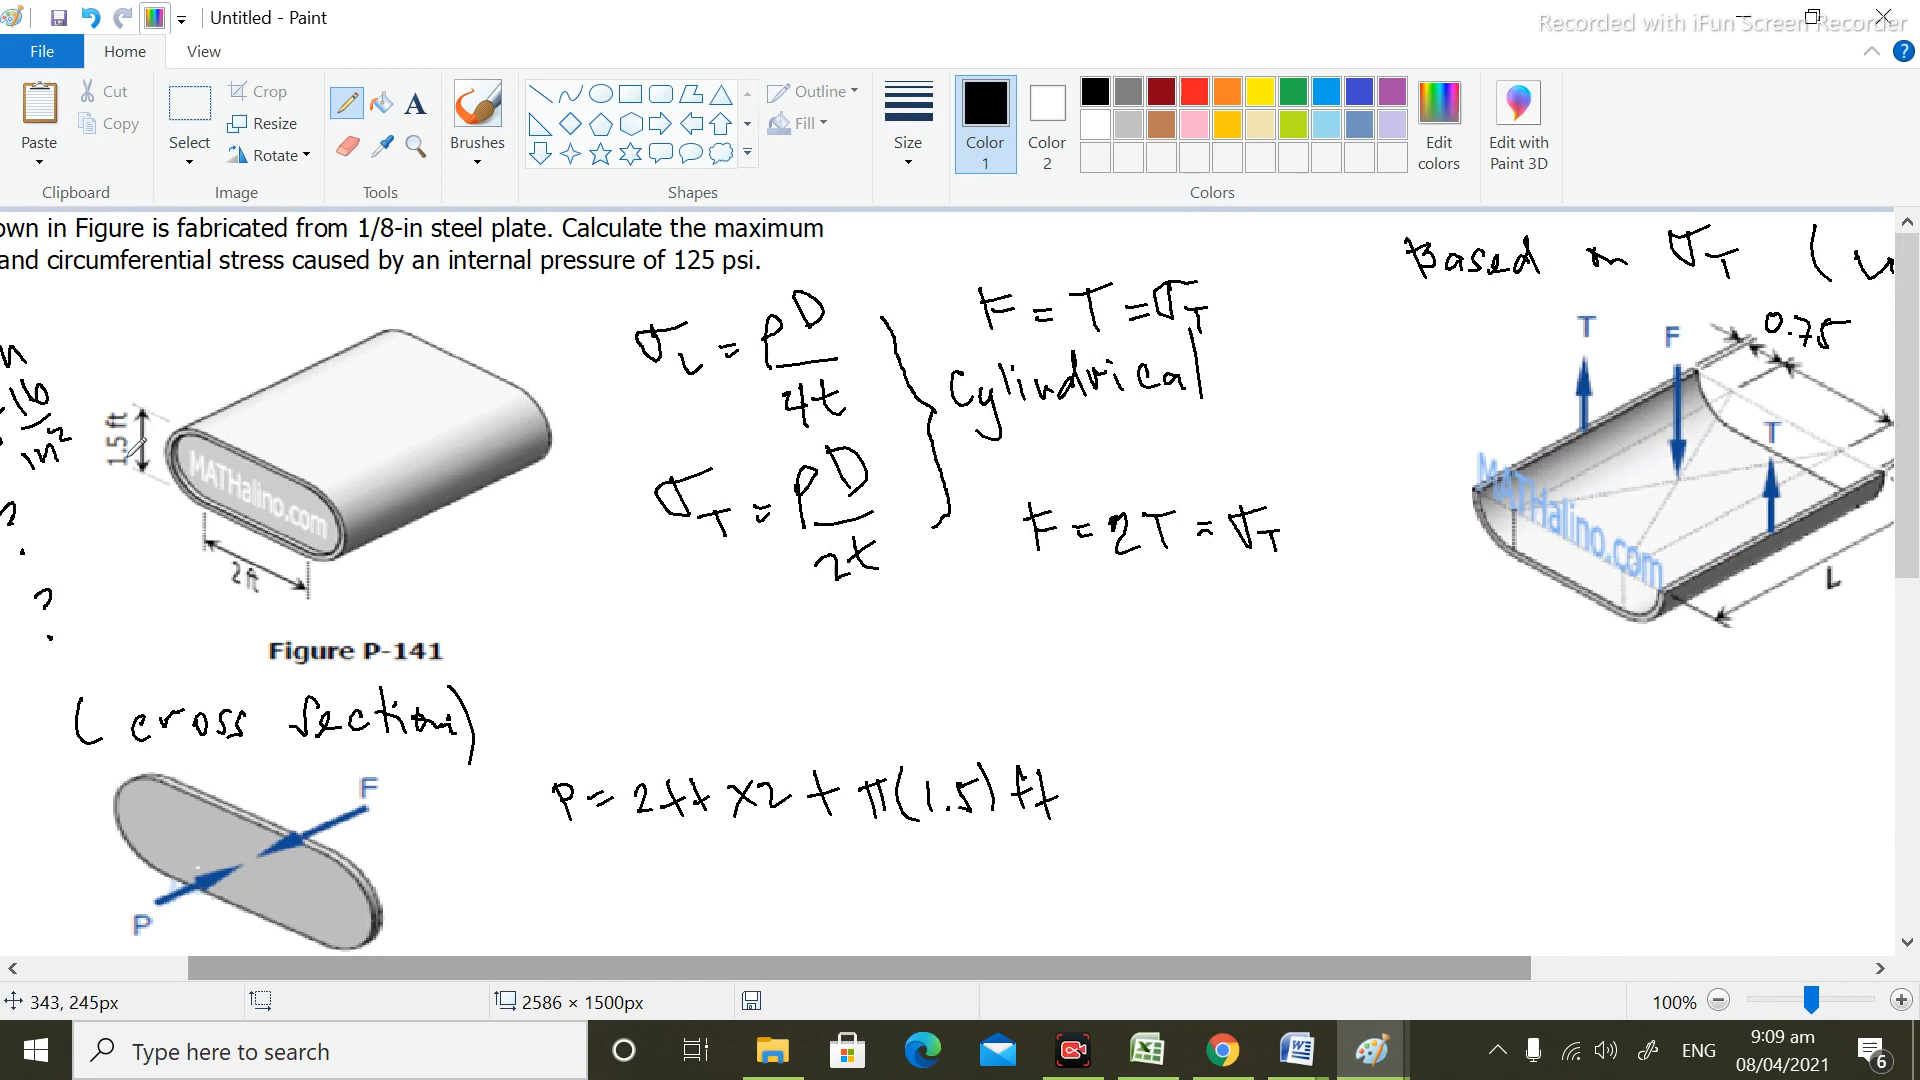 Untitled - Paint
Recorded with iFun Screen Recorder
File
Home
View
Paste
Cut
Copy
Clipboard
Select
Crop
Resize
Rotate
Image
Tools
Brushes
Outline
Fill
Shapes
Size
Color 1
Color 2
Edit colors
Colors
Edit with Paint 3D
own in Figure is fabricated from 1/8-in steel plate. Calculate the maximum
and circumferential stress caused by an internal pressure of 125 psi.
Based on σT (
σL = PD
4t
F = T = σT
cylindrical
σT = PD
2t
F = 2T = σT
lb
in²
?
?
1.5 ft
MATHalino.com
2 ft
Figure P-141
T
F
0.75
T
MATHalino.com
L
(cross section)
F
P
P = 2ft x2 + π(1.5) ft
343, 245px
2586 × 1500px
100%
Type here to search
ENG
9:09 am
08/04/2021
6